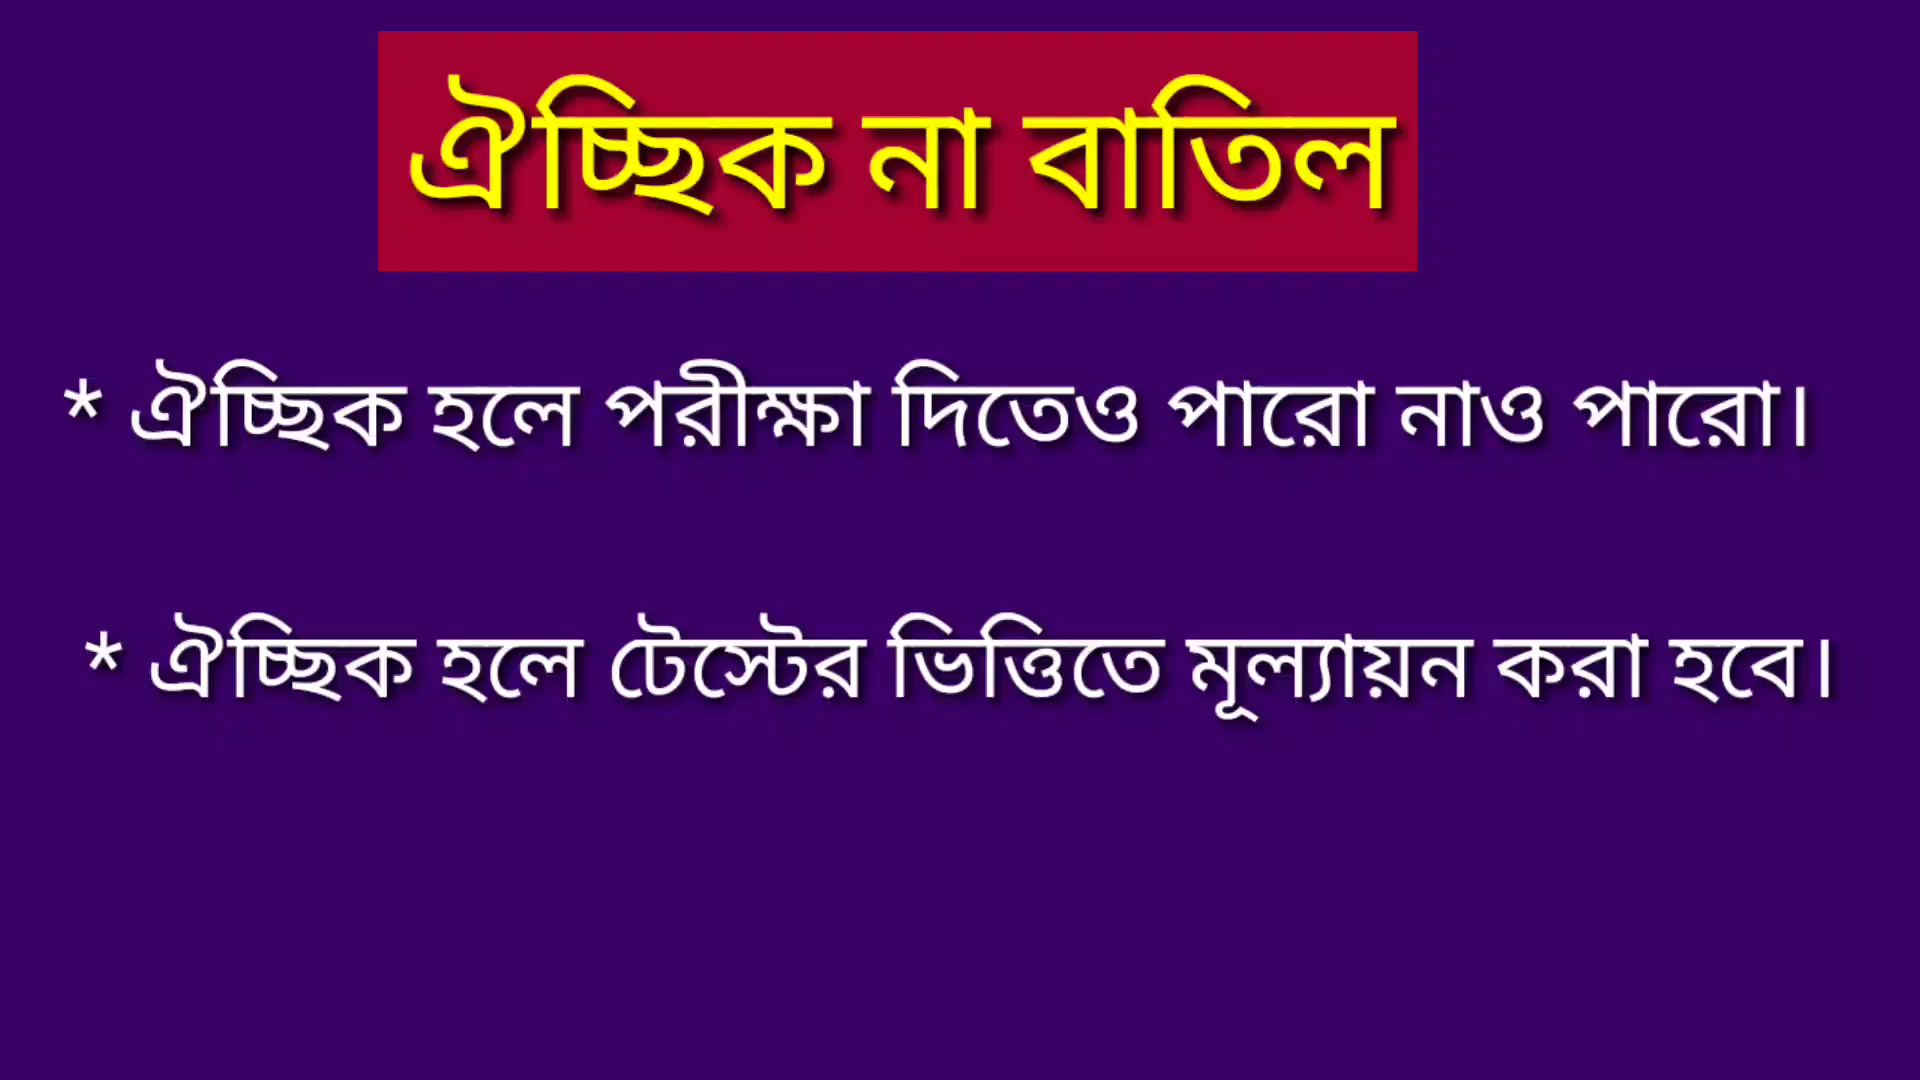 ঐচ্ছিক না বাতিল
* ঐচ্ছিক হলে পরীক্ষা দিতেও পারো নাও পারো।
* ঐচ্ছিক হলে টেস্টের ভিত্তিতে মূল্যায়ন করা হবে।